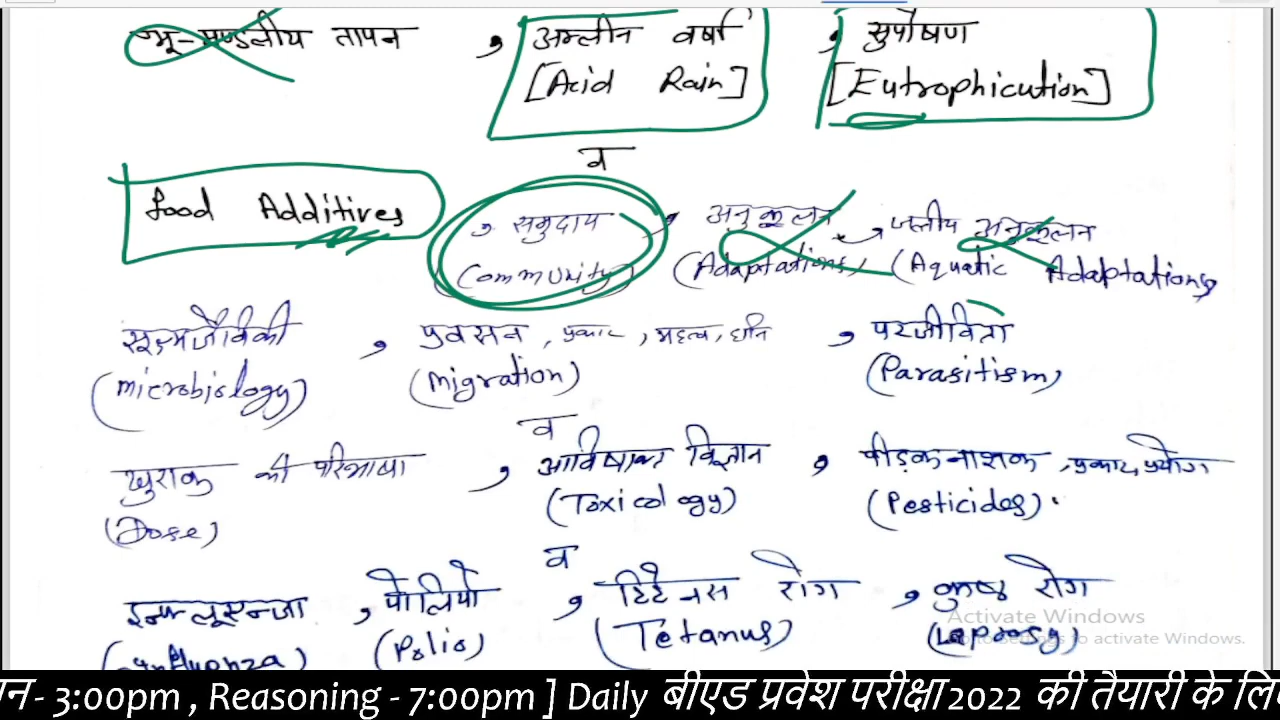 भू-मण्डलीय तापन , अम्लीन वर्षा , सुपोषण
[Acid Rain] [Eutrophicution]
व
food Additives , समुदाय , अनुकूलन , जलीय अनुकूलन
(Community) (Adaptations) (Aquatic Adaptations)
सूक्ष्मजैविकी , प्रवसन , प्रकार , महत्व , हानि , परजीविता
(microbiology) (migration) (Parasitism)
व
खुराक की परिभाषा , आविषाक्त विज्ञान , पीड़कनाशक , प्रकार, प्रयोग
(Dose) (Toxicology) (Pesticides)
व
इन्फ्लूएन्जा , पोलियो , टिटैनस रोग , कुष्ठ रोग
(Influenza) (Polio) (Tetanus) (Laprosy)
Activate Windows
Go to Settings to activate Windows.
न- 3:00pm , Reasoning - 7:00pm ] Daily बीएड प्रवेश परीक्षा 2022 की तैयारी के लि